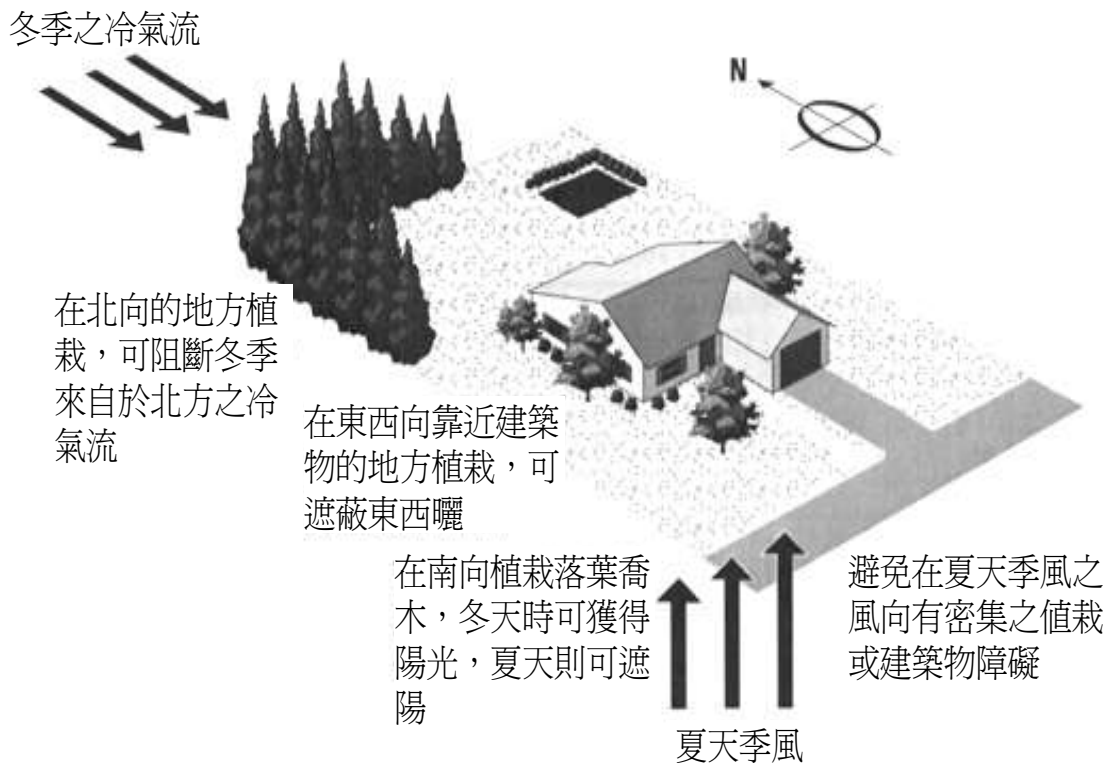 冬季之冷氣流
N
在北向的地方植
栽，可阻斷冬季
來自於北方之冷
氣流
在東西向靠近建築
物的地方植栽，可
遮蔽東西曬
在南向植栽落葉喬
木，冬天時可獲得
陽光，夏天則可遮
陽
避免在夏天季風之
風向有密集之值栽
或建築物障礙
夏天季風